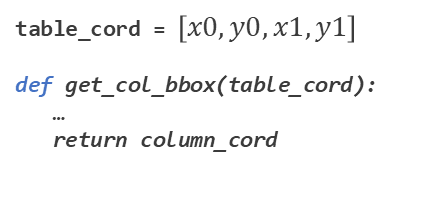 table_cord = [x0, y0, x1, y1]
def get_col_bbox(table_cord):
…
return column_cord